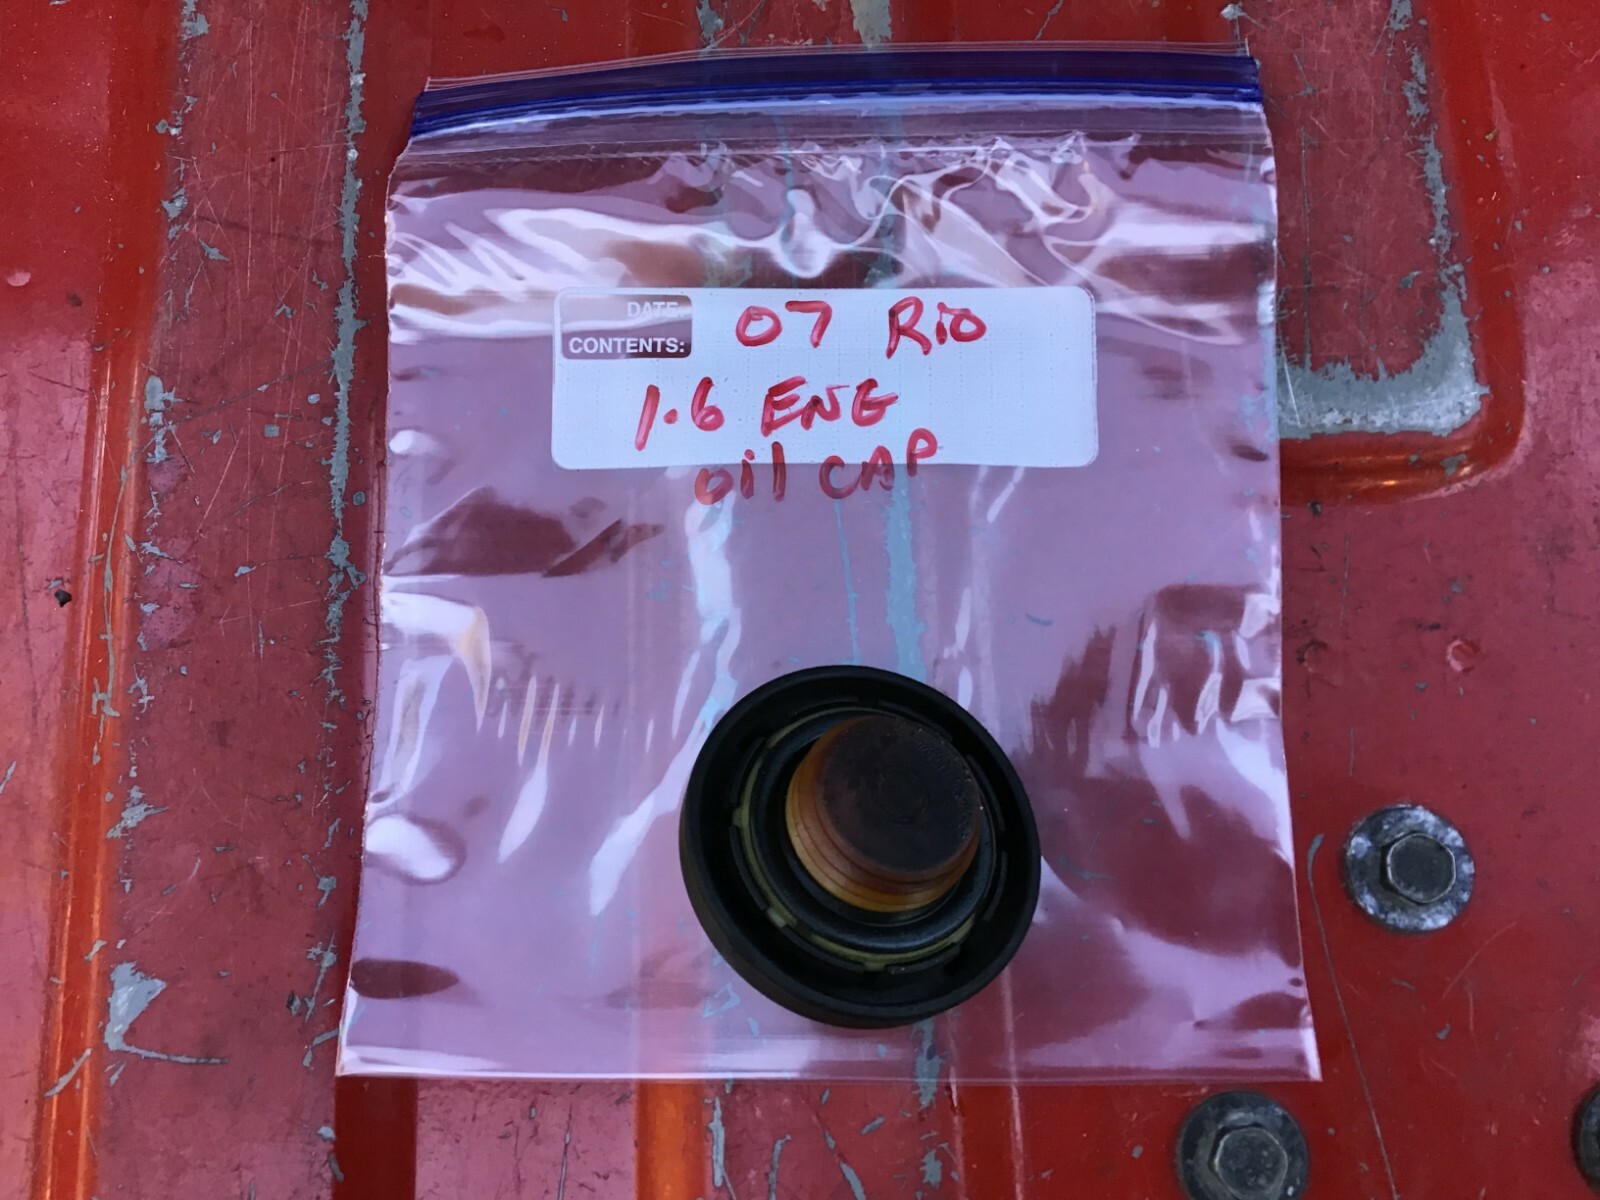 DATE:
CONTENTS:
07 Rio
1.6 ENG
oil CAP